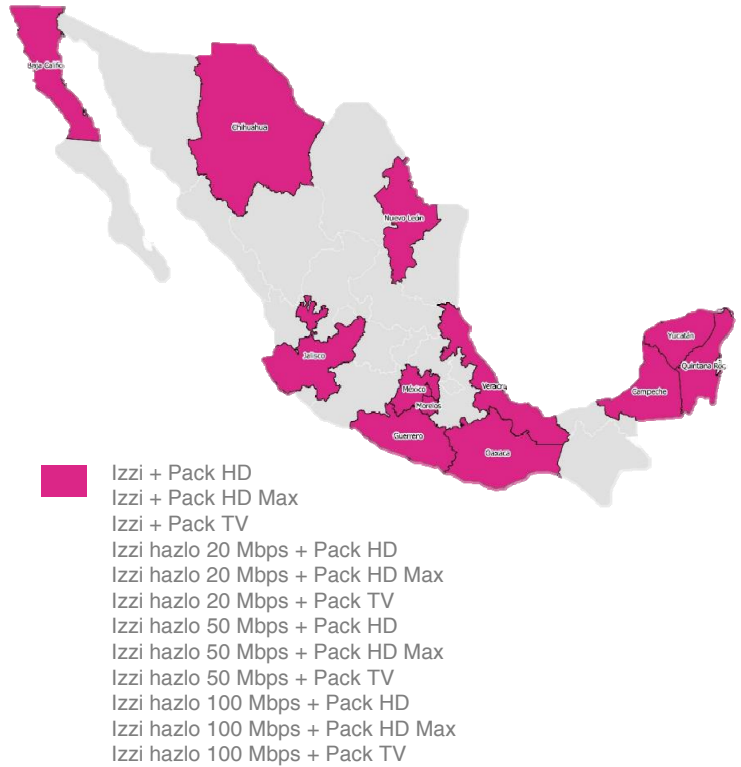 Baja Calific
Chihuahua
Nuevo León
Jalisco
México
Morelos
Veracru
Guerrero
Oaxaca
Yucatán
Quintana Roo
Campeche
Izzi + Pack HD
Izzi + Pack HD Max
Izzi + Pack TV
Izzi hazlo 20 Mbps + Pack HD
Izzi hazlo 20 Mbps + Pack HD Max
Izzi hazlo 20 Mbps + Pack TV
Izzi hazlo 50 Mbps + Pack HD
Izzi hazlo 50 Mbps + Pack HD Max
Izzi hazlo 50 Mbps + Pack TV
Izzi hazlo 100 Mbps + Pack HD
Izzi hazlo 100 Mbps + Pack HD Max
Izzi hazlo 100 Mbps + Pack TV